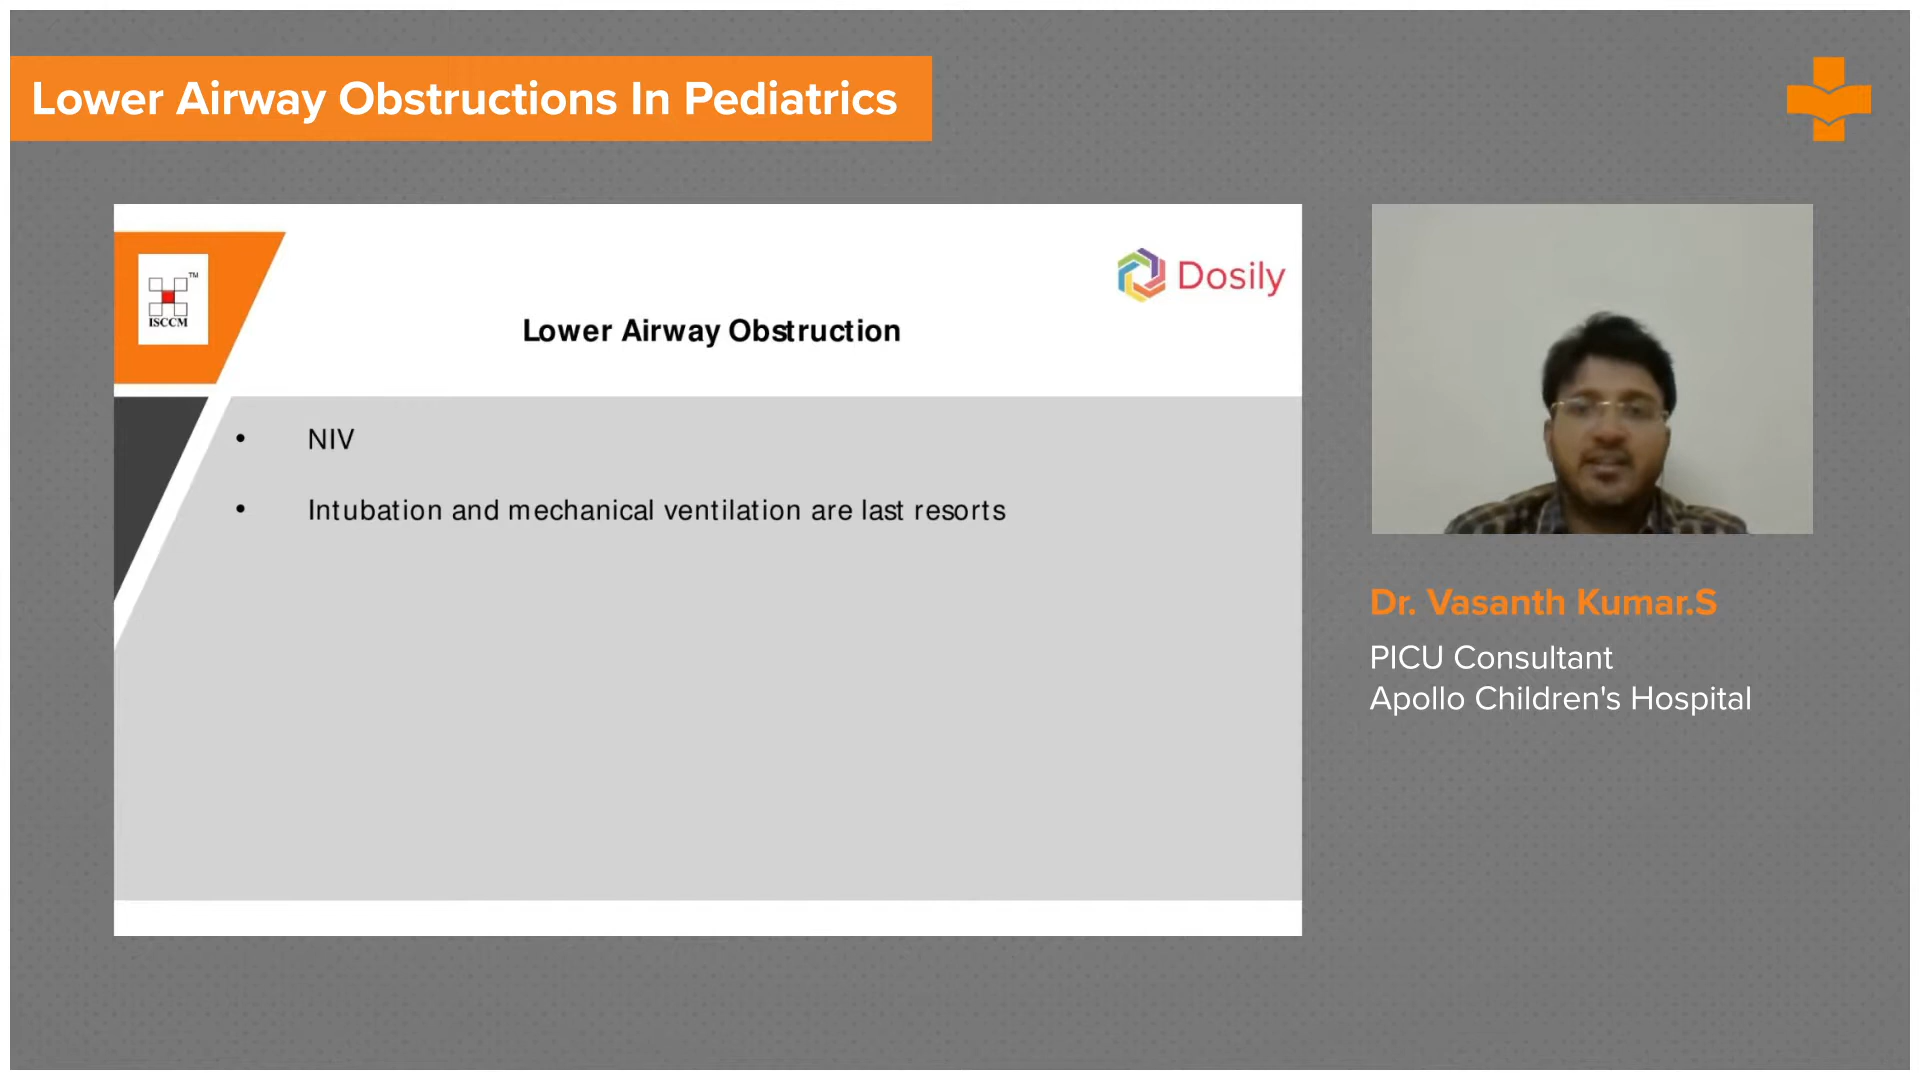 Lower Airway Obstructions In Pediatrics
TM
ISCCM
Dosily
Lower Airway Obstruction
• NIV
• Intubation and mechanical ventilation are last resorts
Dr. Vasanth Kumar.S
PICU Consultant
Apollo Children's Hospital